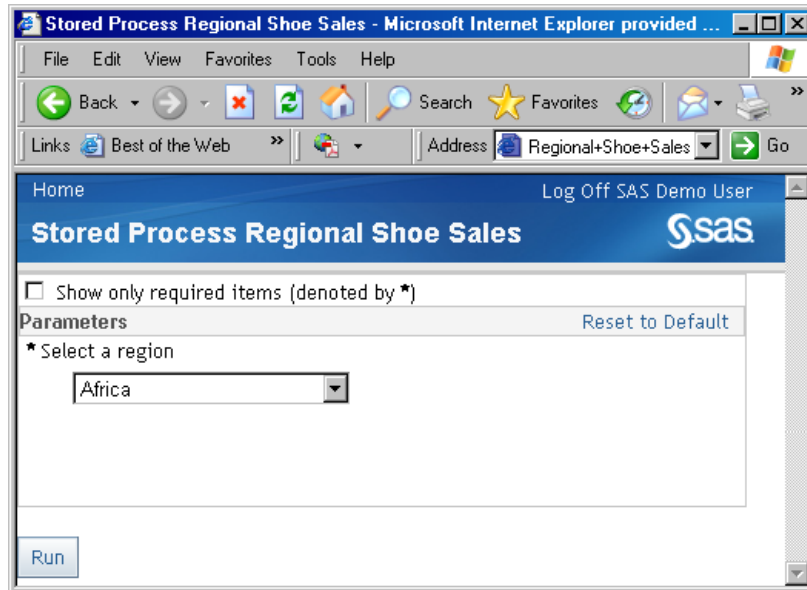 Stored Process Regional Shoe Sales - Microsoft Internet Explorer provided ...
File Edit View Favorites Tools Help
Back Search Favorites »
Links Best of the Web » Address Regional+Shoe+Sales Go
Home Log Off SAS Demo User
Stored Process Regional Shoe Sales sas
Show only required items (denoted by *)
Parameters Reset to Default
* Select a region
Africa
Run